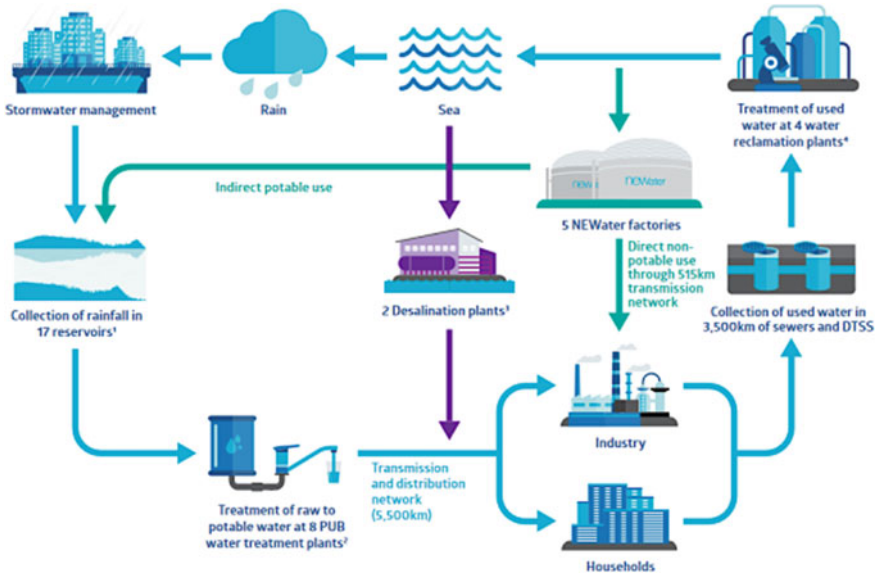 Stormwater management
Rain
Sea
Treatment of used
water at 4 water
reclamation plants⁴
Indirect potable use
neWater
5 NEWater factories
Direct non-
potable use
through 515km
transmission
network
Collection of rainfall in
17 reservoirs¹
2 Desalination plants³
Collection of used water in
3,500km of sewers and DTSS
Industry
Treatment of raw to
potable water at 8 PUB
water treatment plants²
Transmission
and distribution
network
(5,500km)
Households